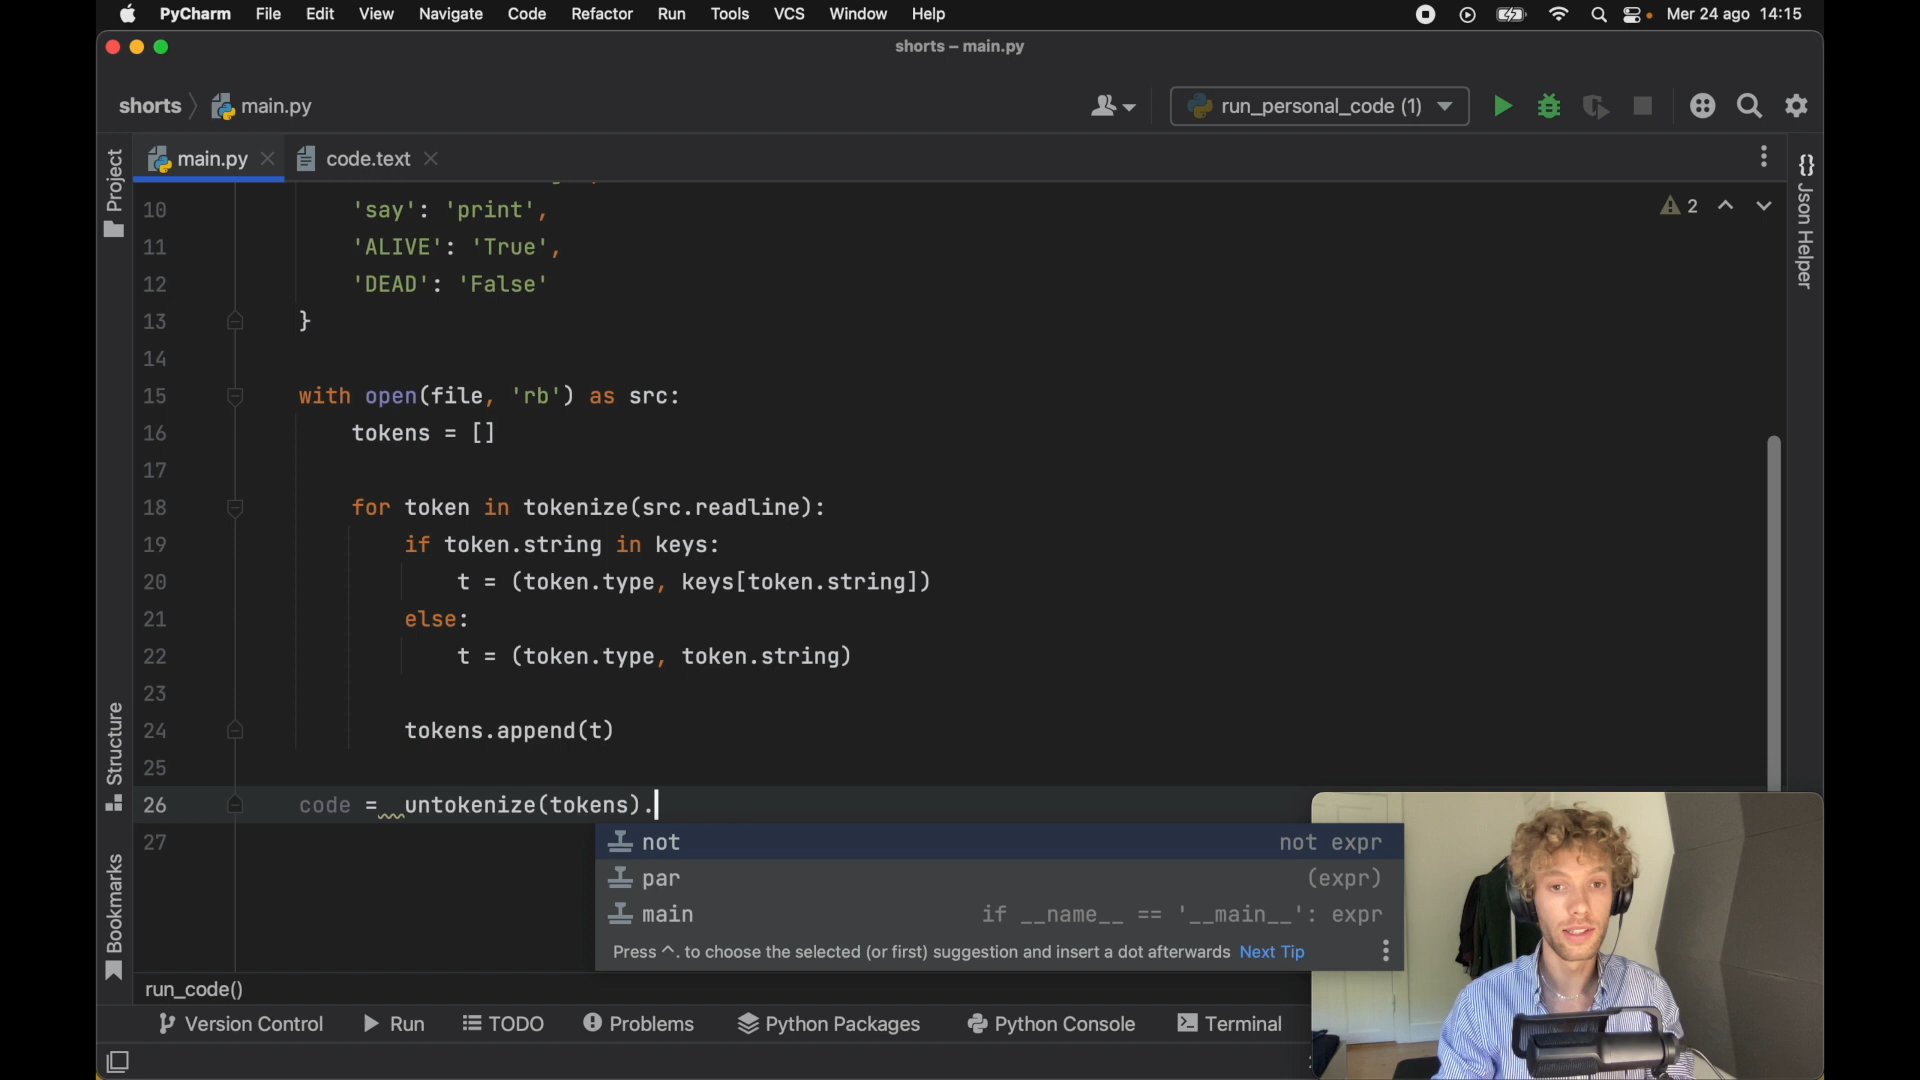 PyCharm File Edit View Navigate Code Refactor Run Tools VCS Window Help Mer 24 ago 14:15
shorts – main.py
shorts main.py run_personal_code (1)
main.py code.text
Project
Structure
Bookmarks
{} Json Helper
2
10 'say': 'print',
11 'ALIVE': 'True',
12 'DEAD': 'False'
13 }
14
15 with open(file, 'rb') as src:
16 tokens = []
17
18 for token in tokenize(src.readline):
19 if token.string in keys:
20 t = (token.type, keys[token.string])
21 else:
22 t = (token.type, token.string)
23
24 tokens.append(t)
25
26 code = untokenize(tokens).
27
not not expr
par (expr)
main if __name__ == '__main__': expr
Press ^. to choose the selected (or first) suggestion and insert a dot afterwards Next Tip
run_code()
Version Control Run TODO Problems Python Packages Python Console Terminal